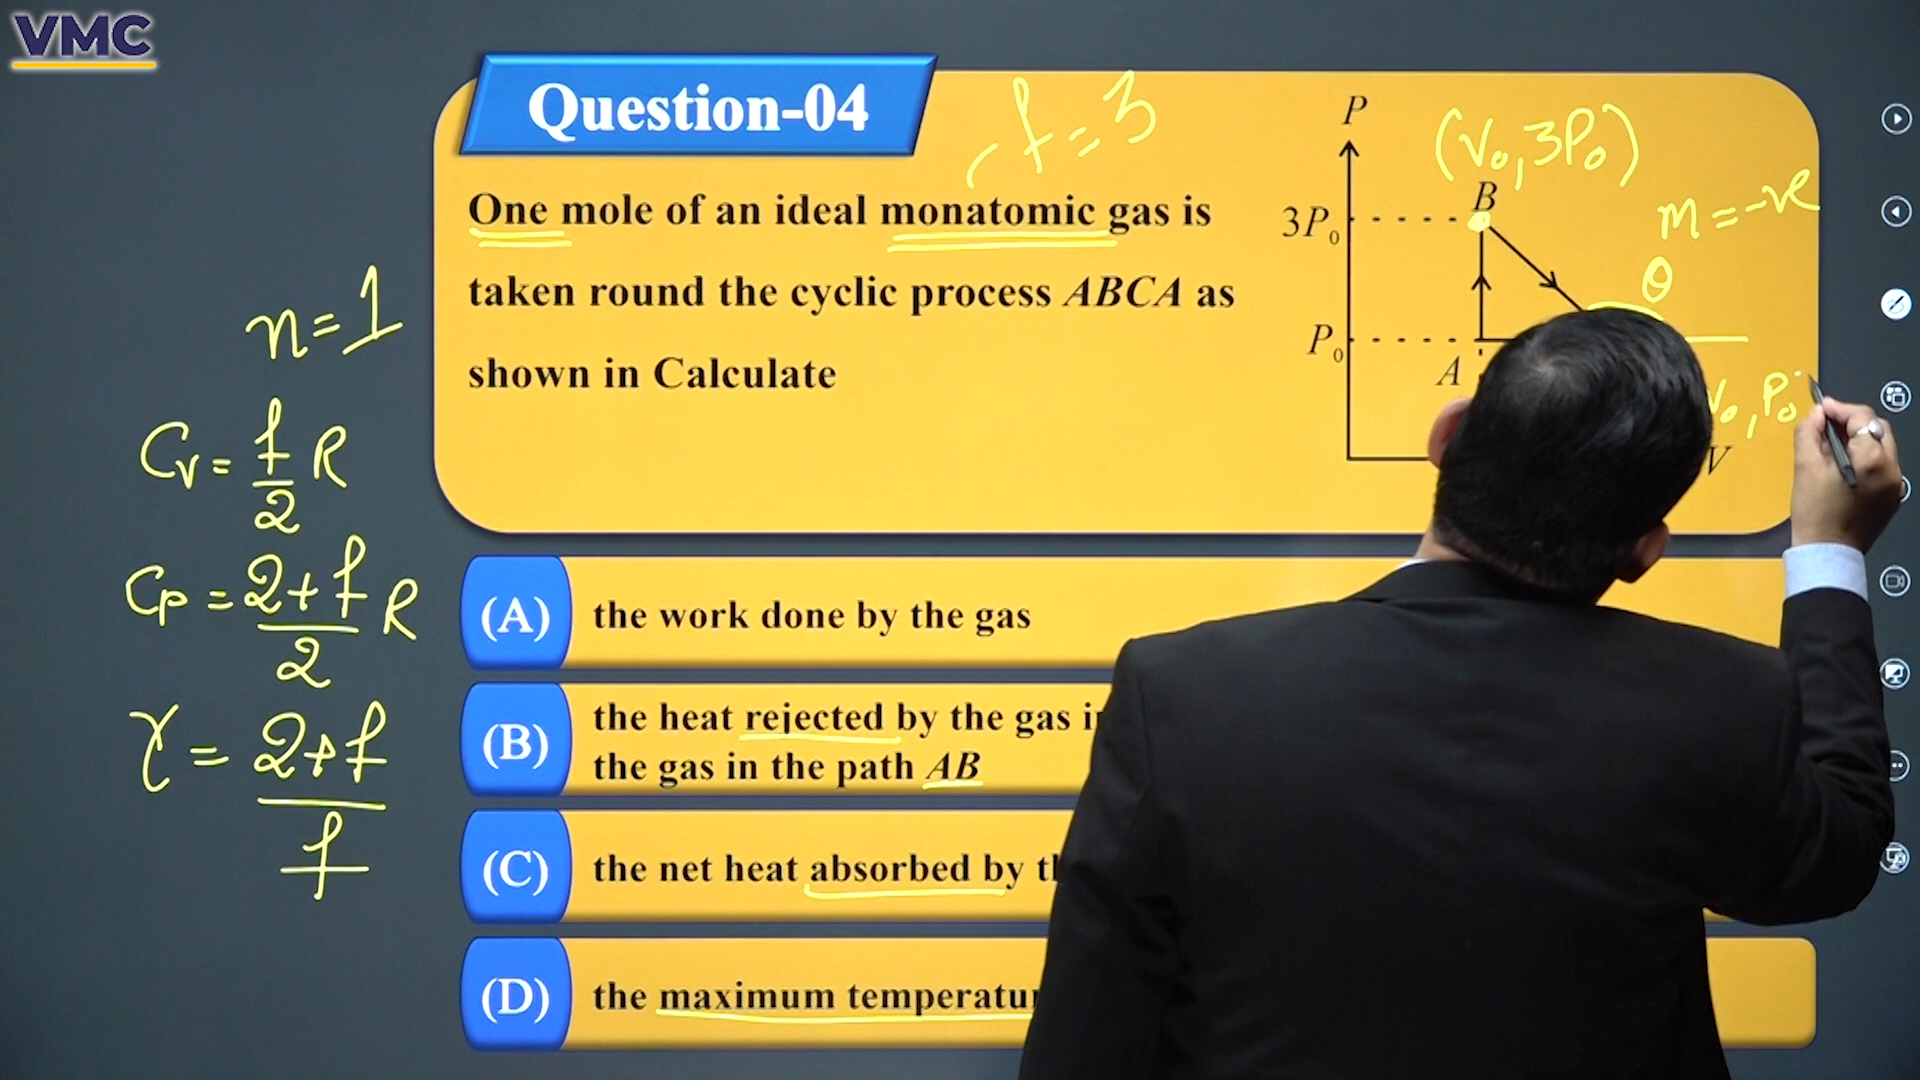 VMC
Question-04
f=3
One mole of an ideal monatomic gas is
taken round the cyclic process ABCA as
shown in Calculate
P
(V₀, 3P₀)
B
3P₀
m=-ve
θ
P₀
A
V₀, P₀
V
n=1
Cv = f/2 R
Cp = 2+f/2 R
γ = 2+f/f
(A) the work done by the gas
(B) the heat rejected by the gas
the gas in the path AB
(C) the net heat absorbed by
(D) the maximum